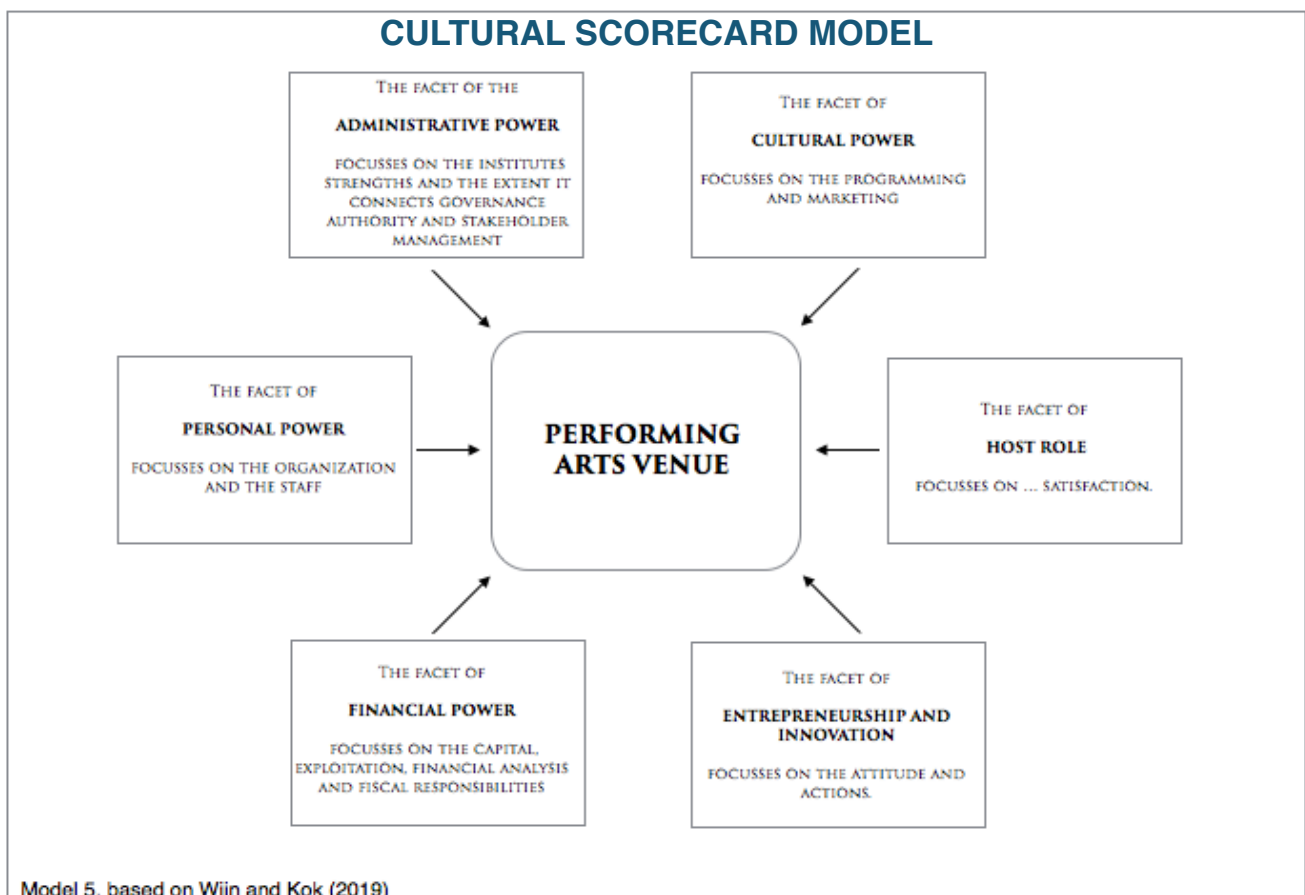 CULTURAL SCORECARD MODEL
THE FACET OF THE
ADMINISTRATIVE POWER
FOCUSSES ON THE INSTITUTES
STRENGTHS AND THE EXTENT IT
CONNECTS GOVERNANCE
AUTHORITY AND STAKEHOLDER
MANAGEMENT
THE FACET OF
CULTURAL POWER
FOCUSSES ON THE PROGRAMMING
AND MARKETING
THE FACET OF
PERSONAL POWER
FOCUSSES ON THE ORGANIZATION
AND THE STAFF
PERFORMING
ARTS VENUE
THE FACET OF
HOST ROLE
FOCUSSES ON ... SATISFACTION.
THE FACET OF
FINANCIAL POWER
FOCUSSES ON THE CAPITAL,
EXPLOITATION, FINANCIAL ANALYSIS
AND FISCAL RESPONSIBILITIES
THE FACET OF
ENTREPRENEURSHIP AND
INNOVATION
FOCUSSES ON THE ATTITUDE AND
ACTIONS.
Model 5, based on Wijn and Kok (2019)